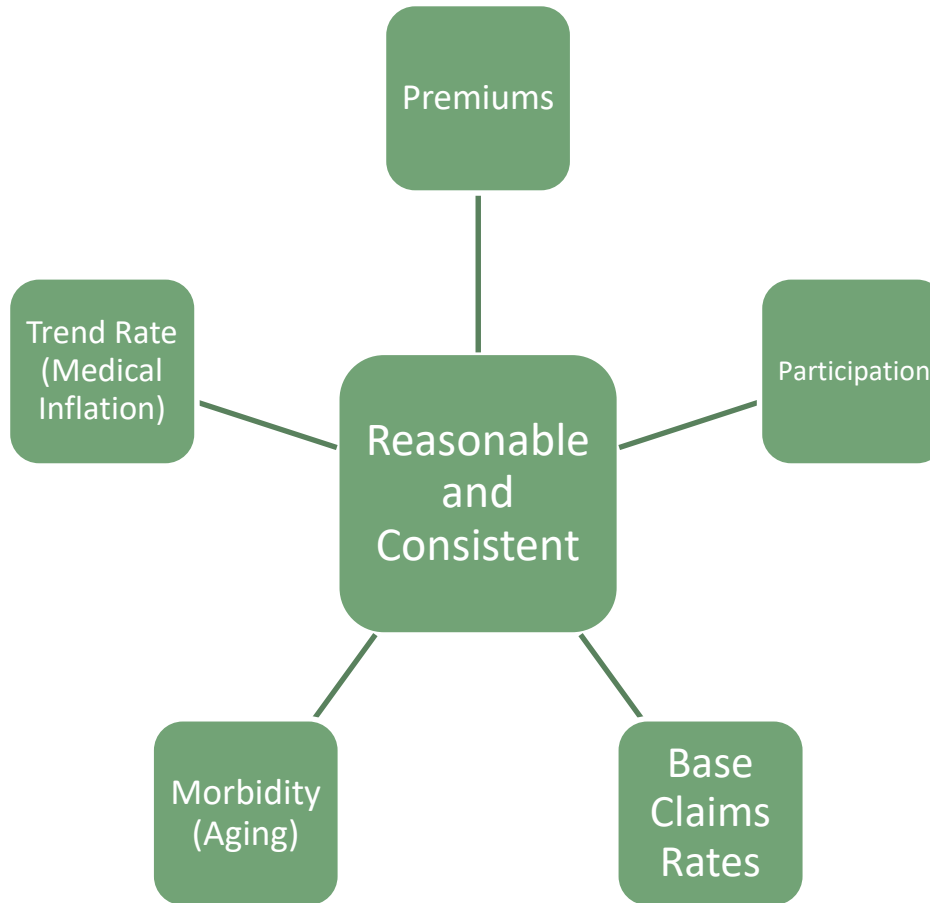 Premiums
Trend Rate
(Medical
Inflation)
Participation
Reasonable
and
Consistent
Morbidity
(Aging)
Base
Claims
Rates